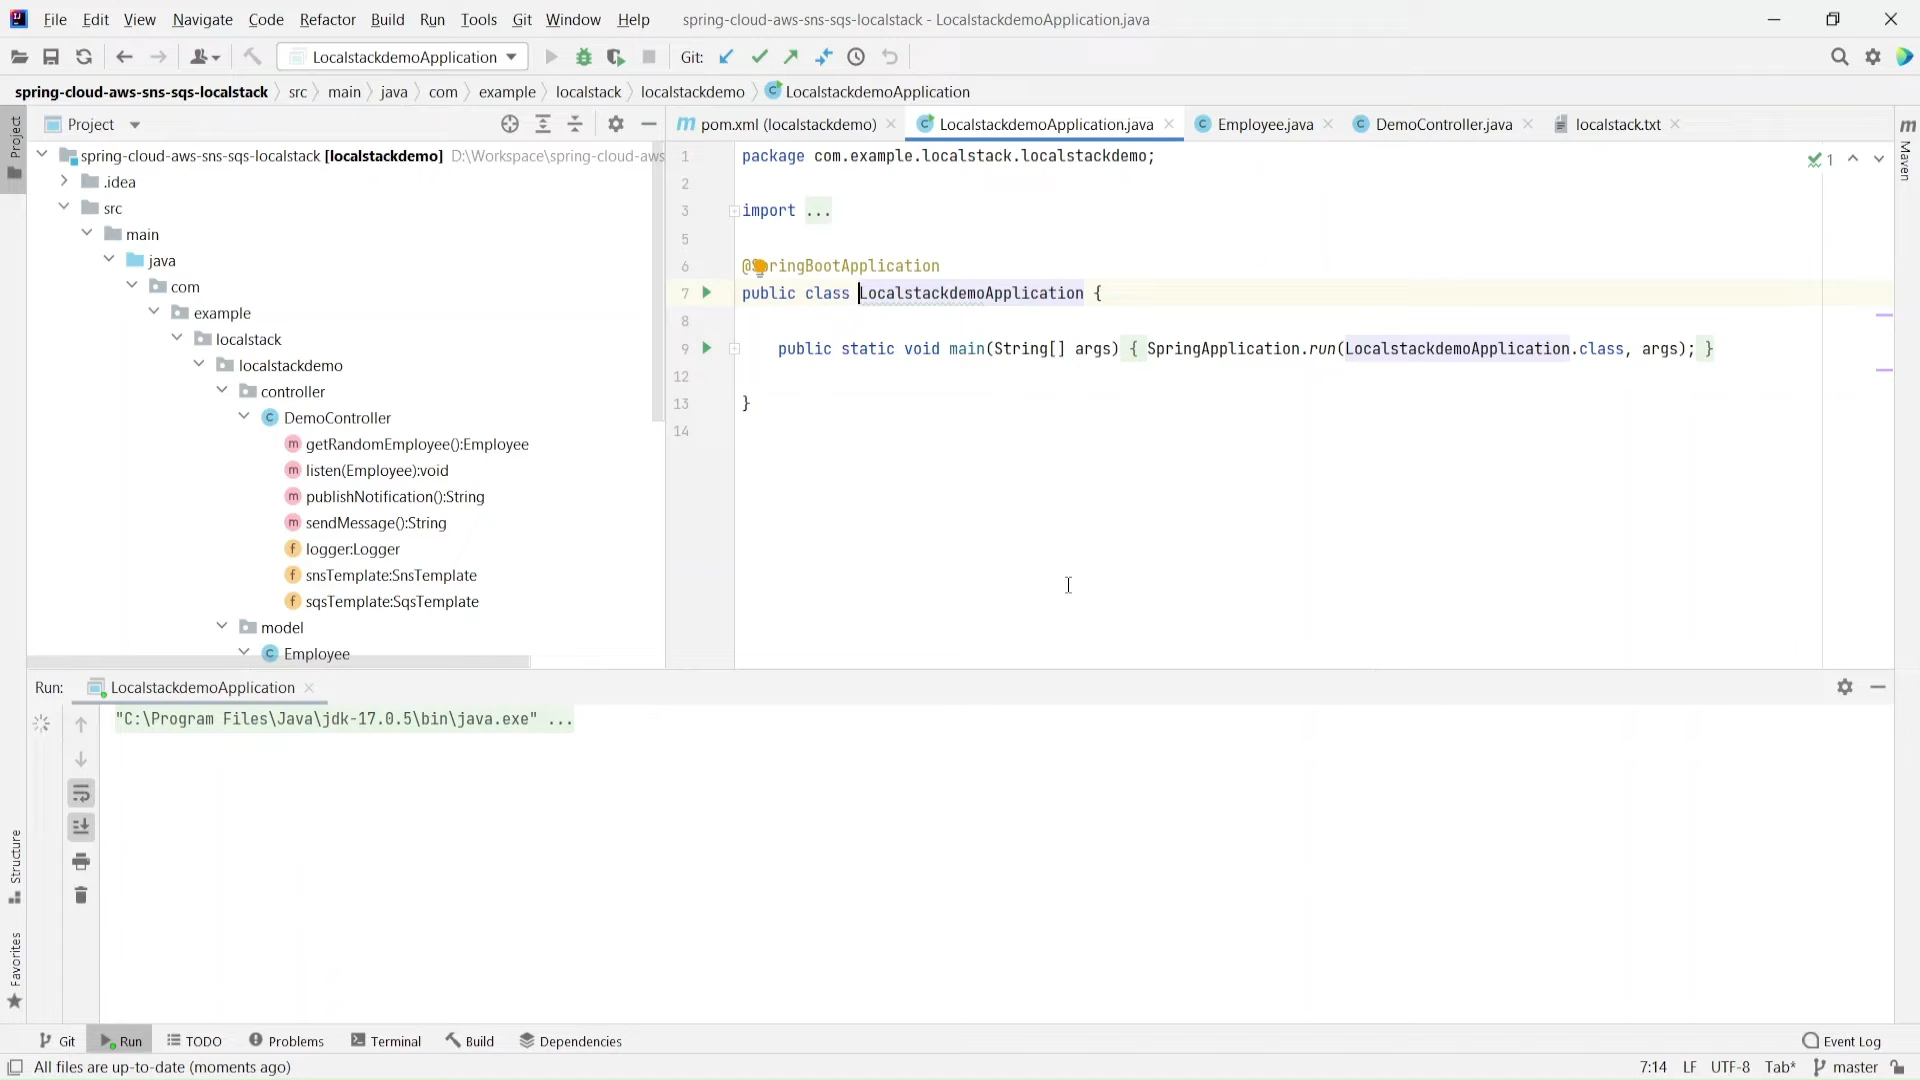 File Edit View Navigate Code Refactor Build Run Tools Git Window Help spring-cloud-aws-sns-sqs-localstack - LocalstackdemoApplication.java
LocalstackdemoApplication Git:
spring-cloud-aws-sns-sqs-localstack src main java com example localstack localstackdemo LocalstackdemoApplication
Project
pom.xml (localstackdemo) LocalstackdemoApplication.java Employee.java DemoController.java localstack.txt
Project
spring-cloud-aws-sns-sqs-localstack [localstackdemo] D:\Workspace\spring-cloud-aws
.idea
src
main
java
com
example
localstack
localstackdemo
controller
DemoController
getRandomEmployee():Employee
listen(Employee):void
publishNotification():String
sendMessage():String
logger:Logger
snsTemplate:SnsTemplate
sqsTemplate:SqsTemplate
model
Employee
1 package com.example.localstack.localstackdemo;
2
3 import ...
5
6 @SpringBootApplication
7 public class LocalstackdemoApplication {
8
9 public static void main(String[] args) { SpringApplication.run(LocalstackdemoApplication.class, args); }
12
13 }
14
1
Maven
Run: LocalstackdemoApplication
"C:\Program Files\Java\jdk-17.0.5\bin\java.exe" ...
Structure
Favorites
Git Run TODO Problems Terminal Build Dependencies Event Log
All files are up-to-date (moments ago) 7:14 LF UTF-8 Tab* master